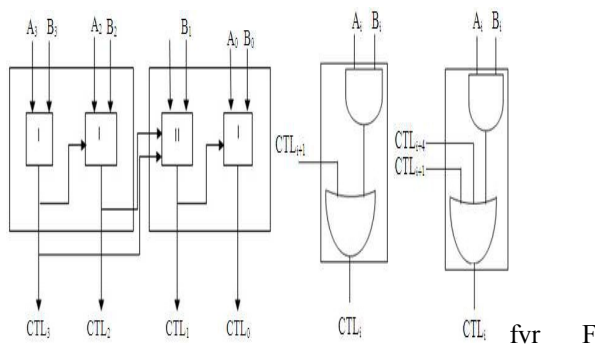 A₃ B₃ A₂ B₂ B₁ A₀ B₀ Aᵢ Bᵢ Aᵢ Bᵢ
I I II I
CTLᵢ₊₁ CTLᵢ₊₄
CTLᵢ₊₁
CTL₃ CTL₂ CTL₁ CTL₀ CTLᵢ CTLᵢ
fvr F